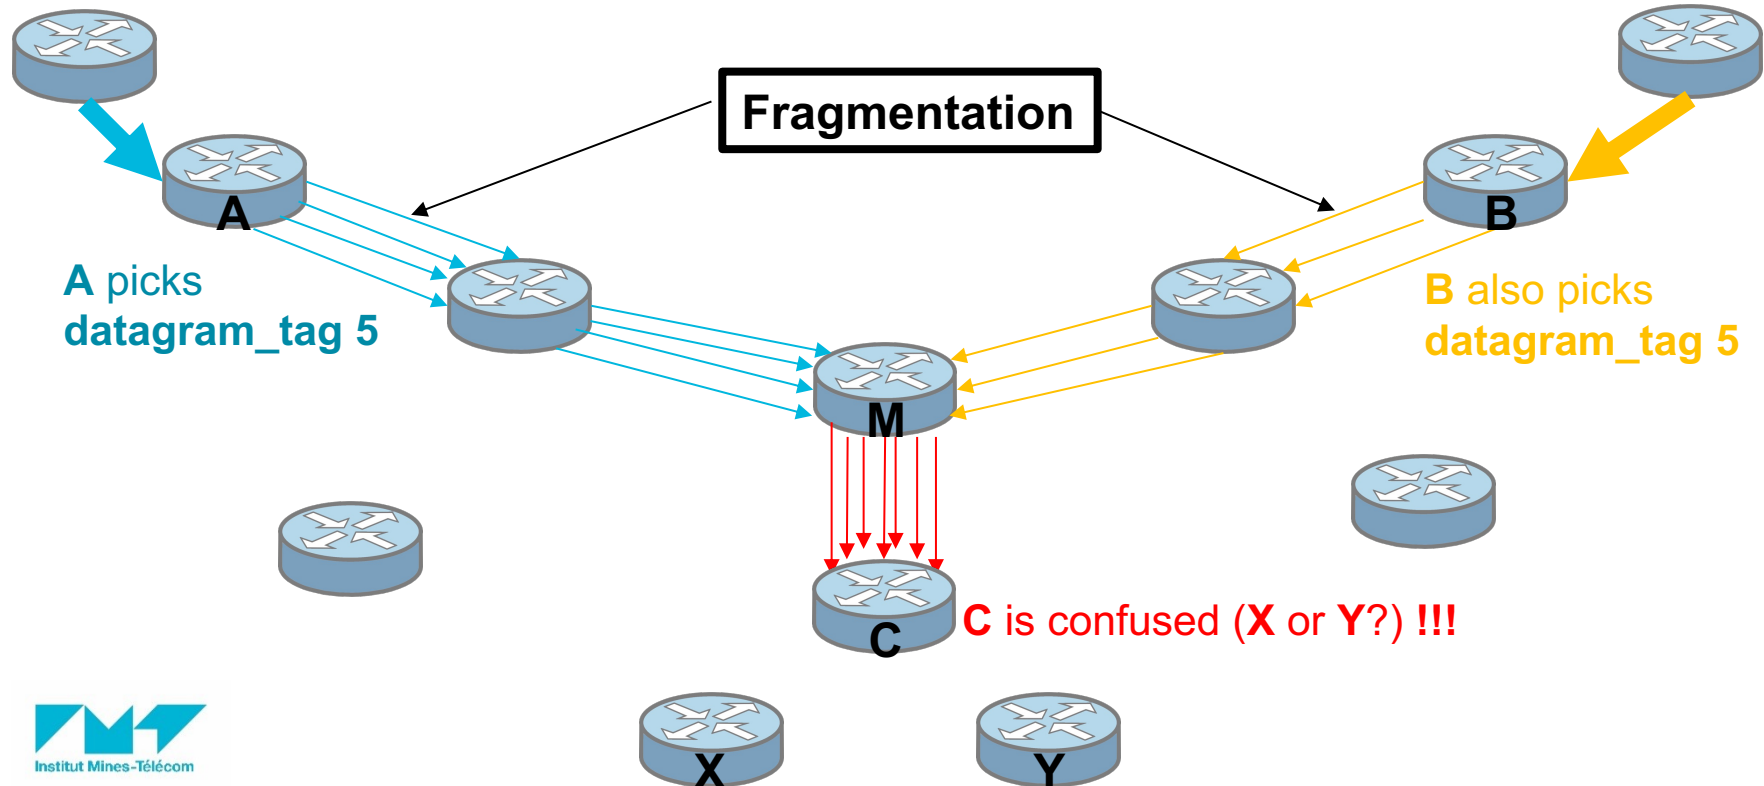 Fragmentation
A
B
A picks
datagram_tag 5
B also picks
datagram_tag 5
M
C
C is confused (X or Y?) !!!
X
Y
Institut Mines-Télécom